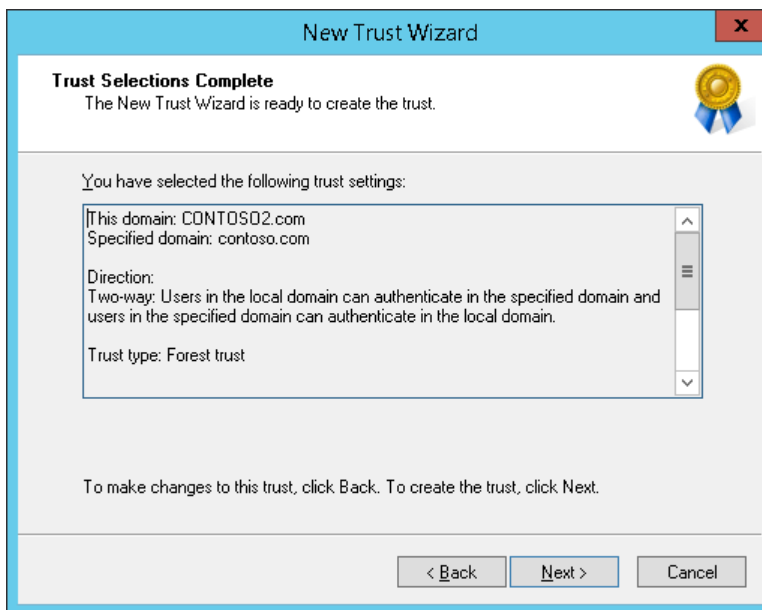 New Trust Wizard
x
Trust Selections Complete
The New Trust Wizard is ready to create the trust.
You have selected the following trust settings:
This domain: CONTOSO2.com
Specified domain: contoso.com
Direction:
Two-way: Users in the local domain can authenticate in the specified domain and
users in the specified domain can authenticate in the local domain.
Trust type: Forest trust
To make changes to this trust, click Back. To create the trust, click Next.
< Back
Next >
Cancel